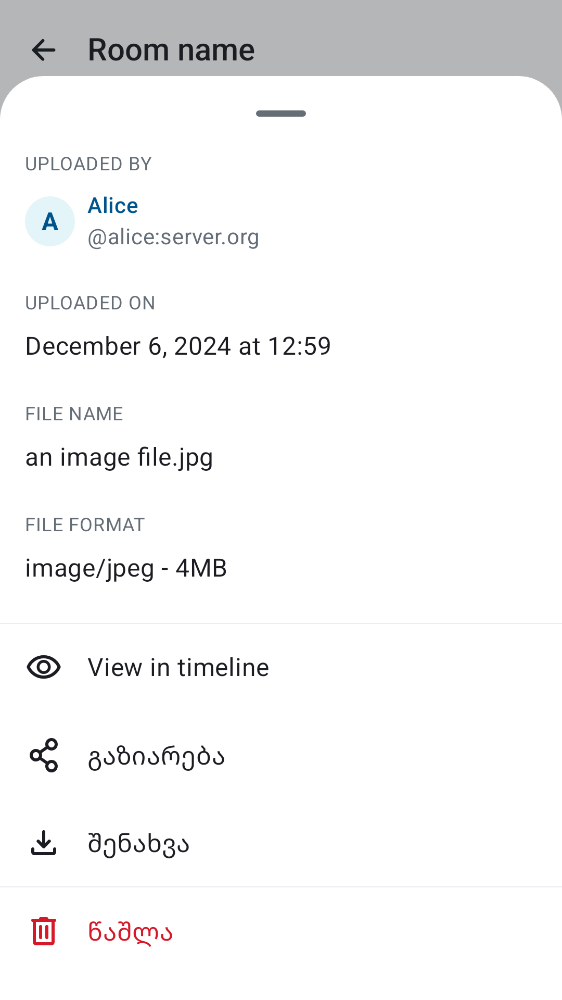 Room name
UPLOADED BY
A
Alice
@alice:server.org
UPLOADED ON
December 6, 2024 at 12:59
FILE NAME
an image file.jpg
FILE FORMAT
image/jpeg - 4MB
View in timeline
გაზიარება
შენახვა
წაშლა